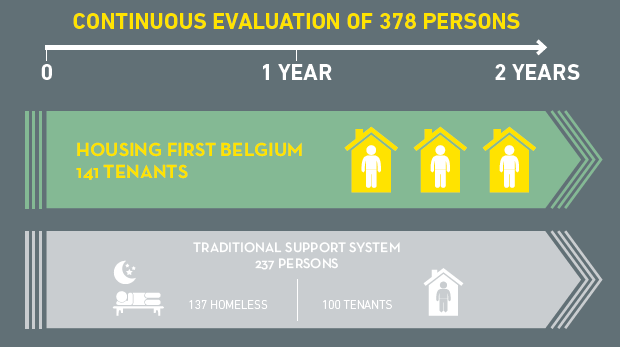 CONTINUOUS EVALUATION OF 378 PERSONS
0
1 YEAR
2 YEARS
HOUSING FIRST BELGIUM
141 TENANTS
TRADITIONAL SUPPORT SYSTEM
237 PERSONS
137 HOMELESS
100 TENANTS